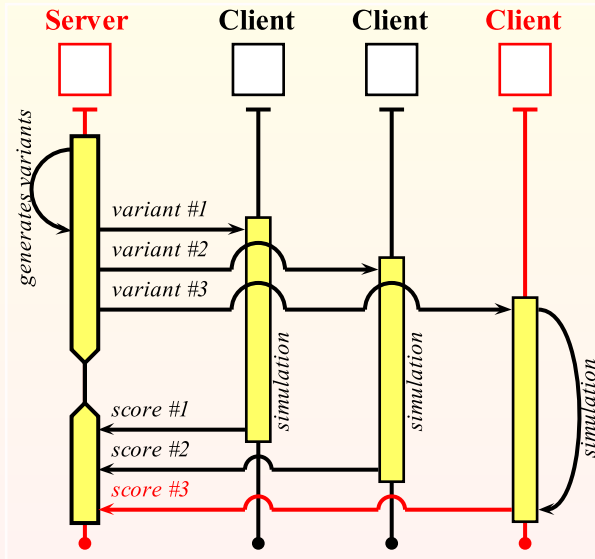 Server
Client
Client
Client
generates variants
variant #1
variant #2
variant #3
simulation
simulation
simulation
score #1
score #2
score #3